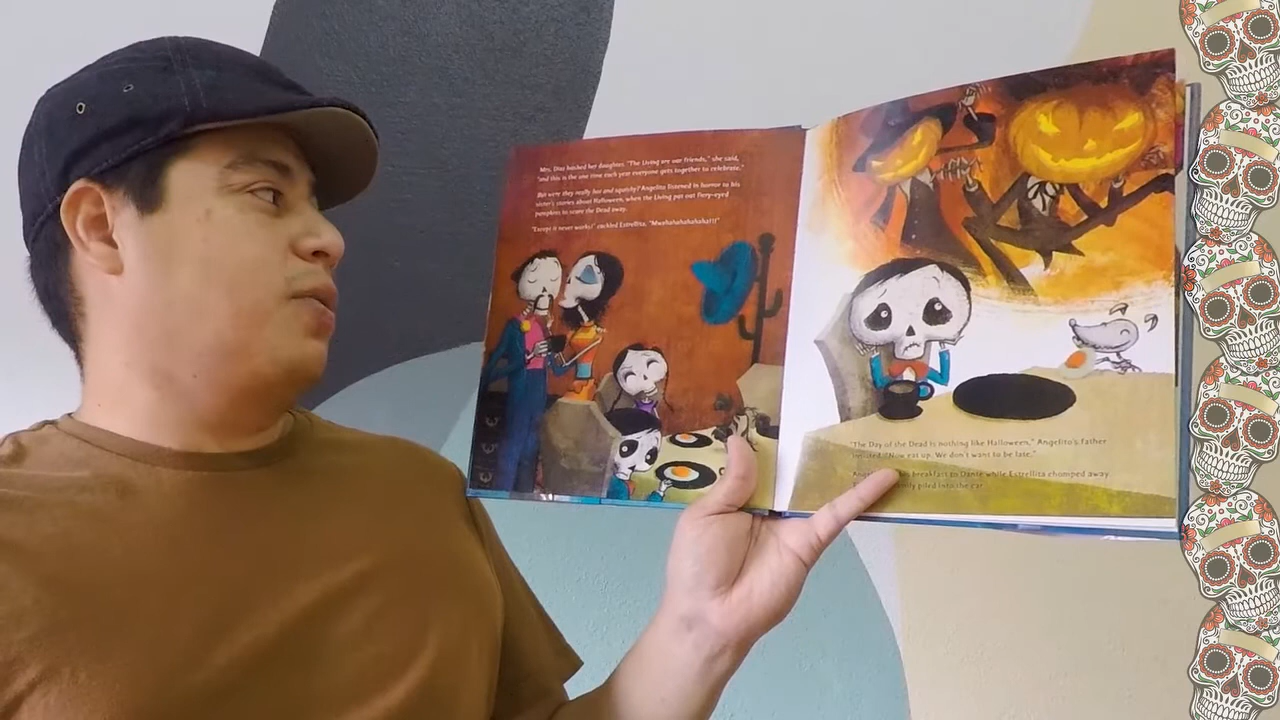 Mrs. Díaz hushed her daughter. "The Living are our friends," she said,
"and this is the one time each year everyone gets together to celebrate."
But were they really hot and squishy? Angelito listened in horror to his
sister's stories about Halloween, when the Living put out fiery-eyed
pumpkins to scare the Dead away.
"Except it never works!" cackled Estrellita. "Mwahahahahahaha!!!"
"The Day of the Dead is nothing like Halloween," Angelito's father
insisted. "Now eat up. We don't want to be late."
his breakfast to Dante while Estrellita chomped away.
family piled into the car.